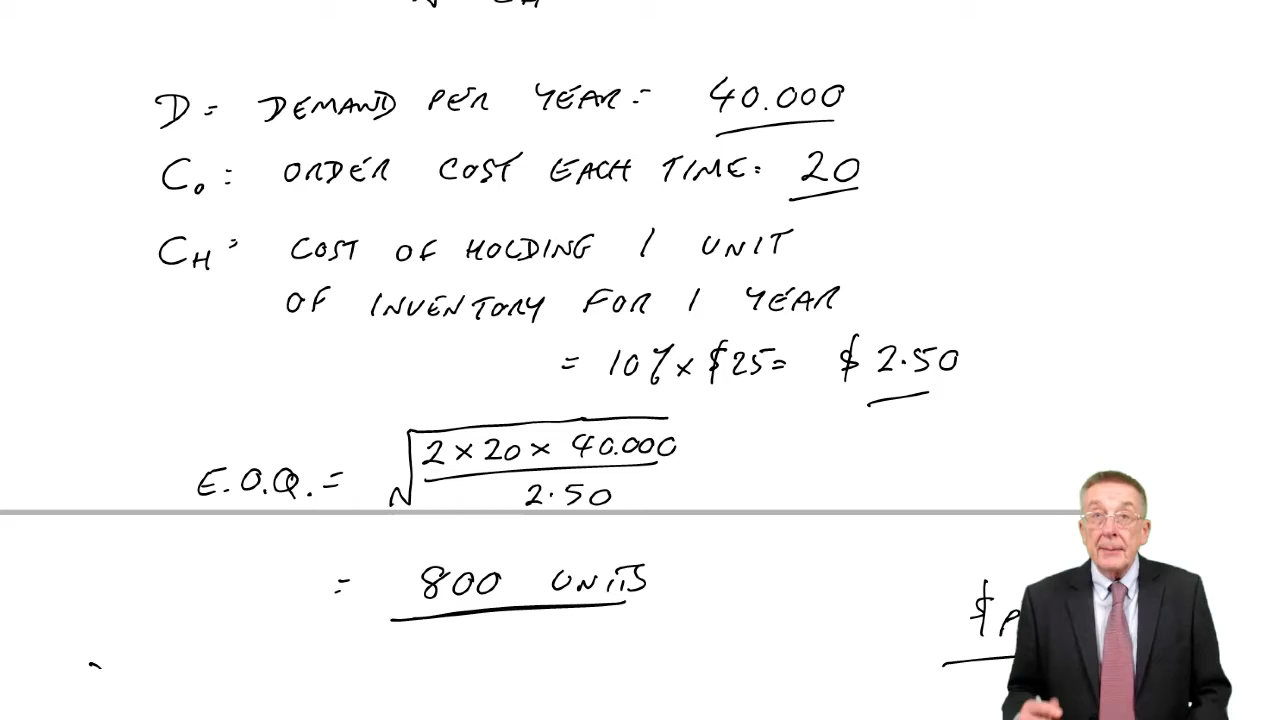 D = DEMAND PER YEAR = 40.000
C₀ = ORDER COST EACH TIME = 20
C_H = COST OF HOLDING 1 UNIT
OF INVENTORY FOR 1 YEAR
= 10% × $25 = $ 2.50
E.O.Q. = √ 2 × 20 × 40.000
2.50
= 800 UNITS
$ P